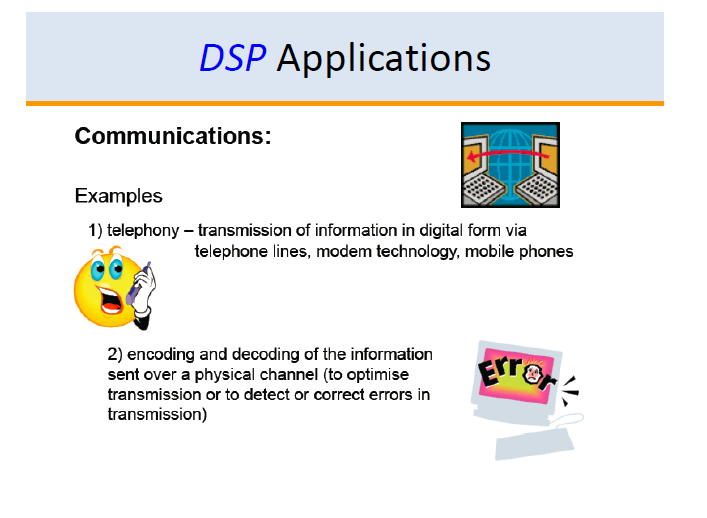 DSP Applications
Communications:
Examples
1) telephony – transmission of information in digital form via
telephone lines, modem technology, mobile phones
2) encoding and decoding of the information
sent over a physical channel (to optimise
transmission or to detect or correct errors in
transmission)
Error